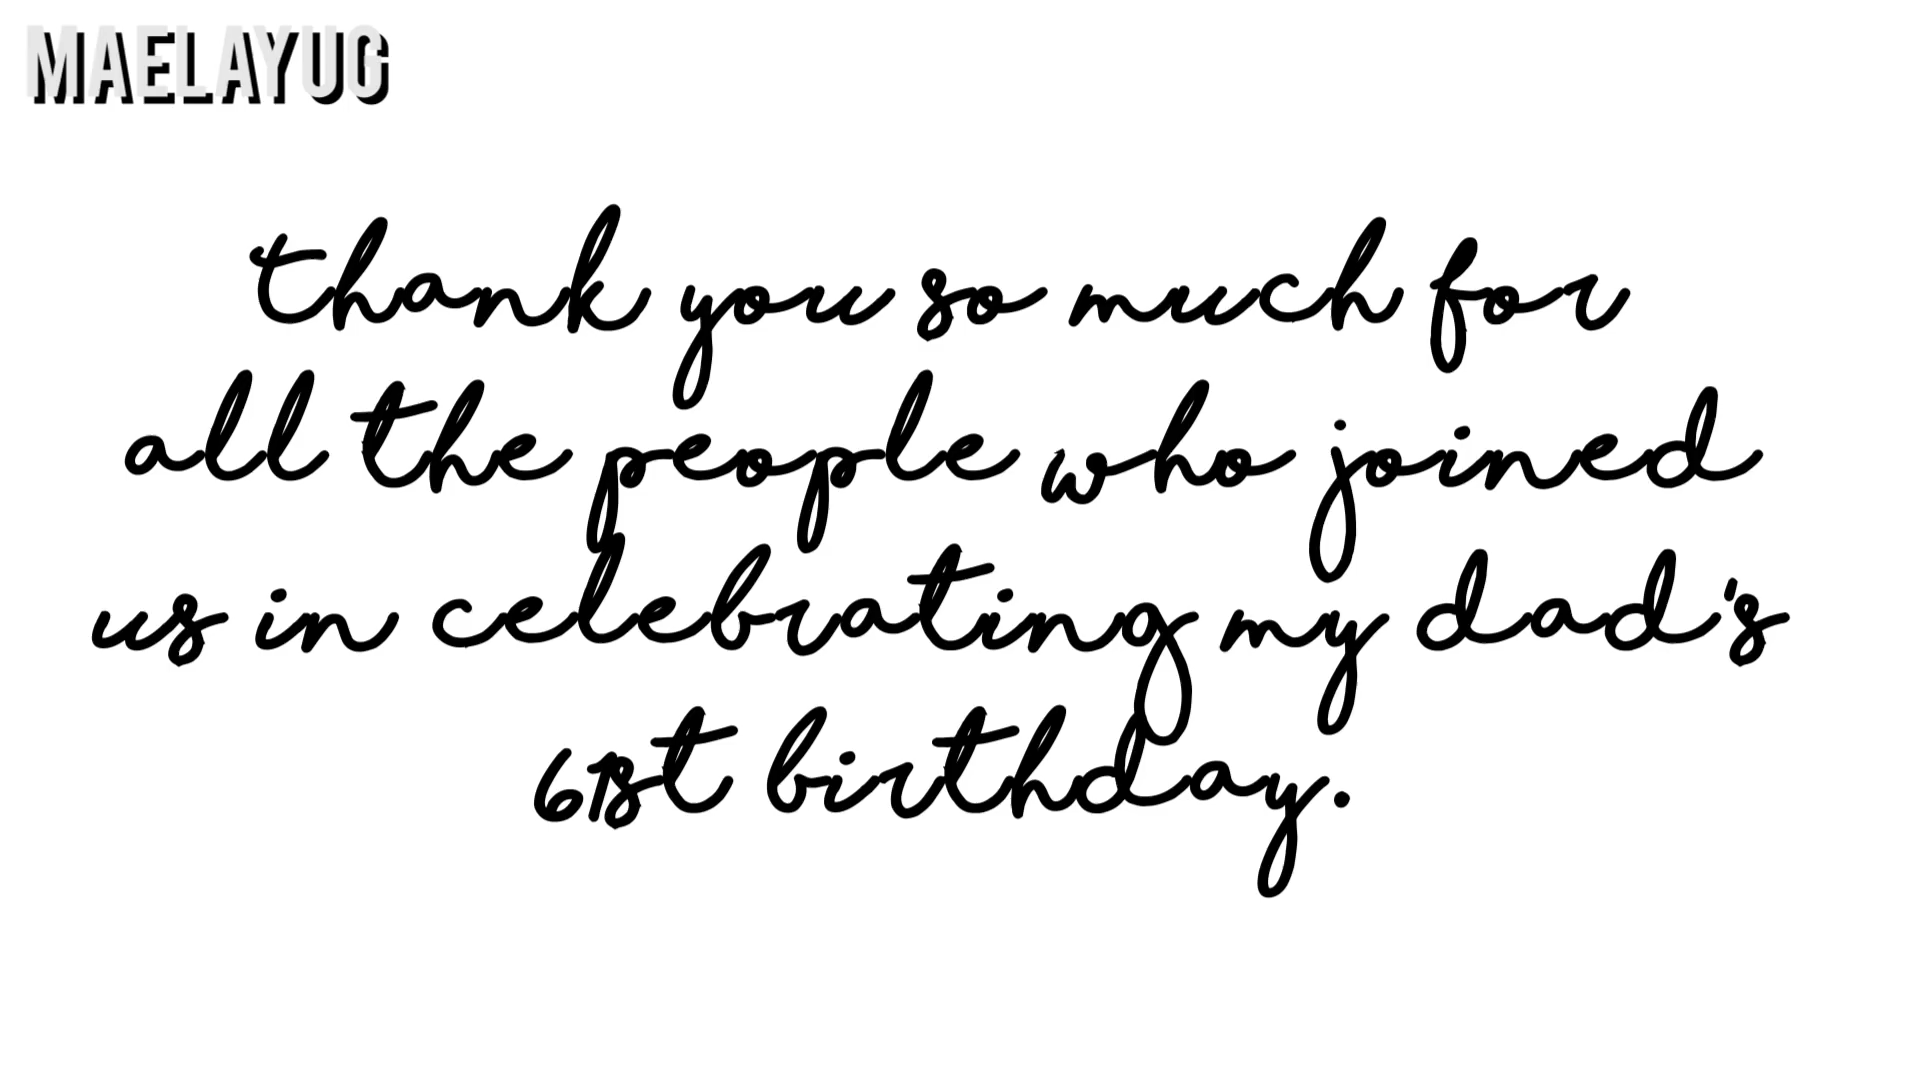 MAELAYUG
thank you so much for
all the people who joined
us in celebrating my dad's
61st birthday.